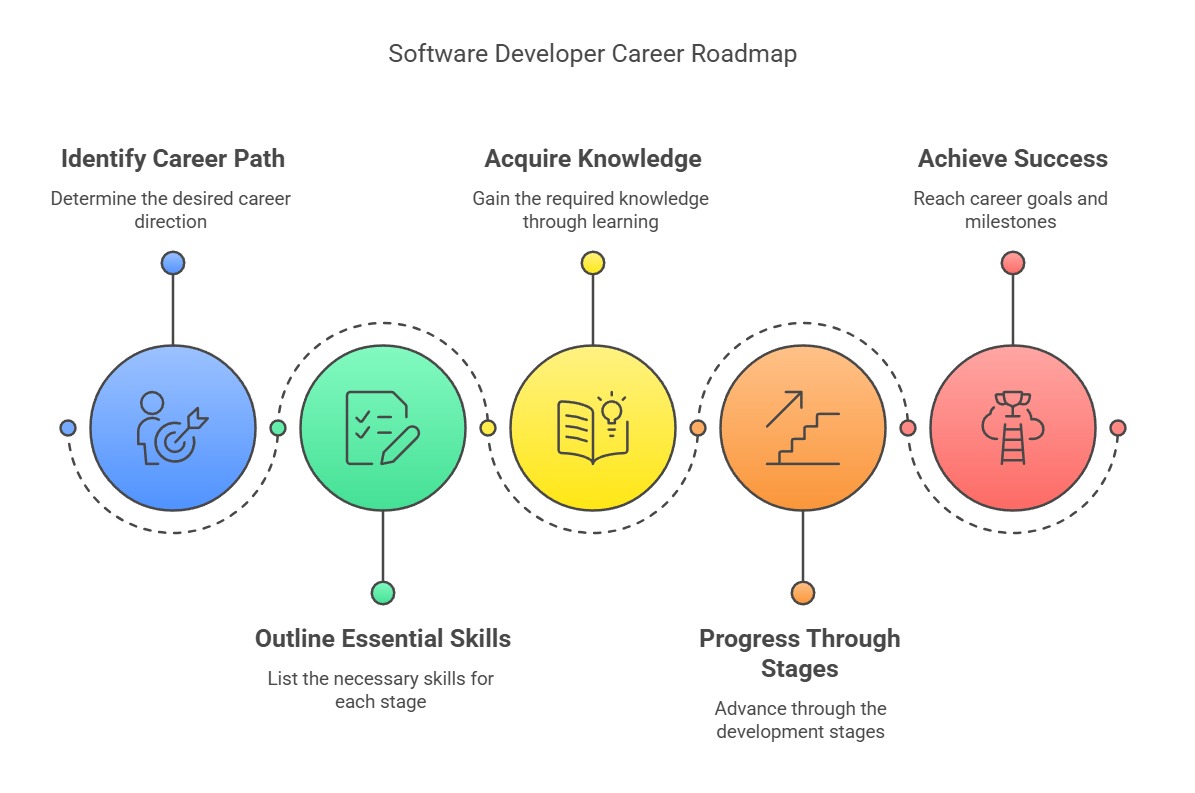 Software Developer Career Roadmap
Identify Career Path
Determine the desired career
direction
Outline Essential Skills
List the necessary skills for
each stage
Acquire Knowledge
Gain the required knowledge
through learning
Progress Through
Stages
Advance through the
development stages
Achieve Success
Reach career goals and
milestones